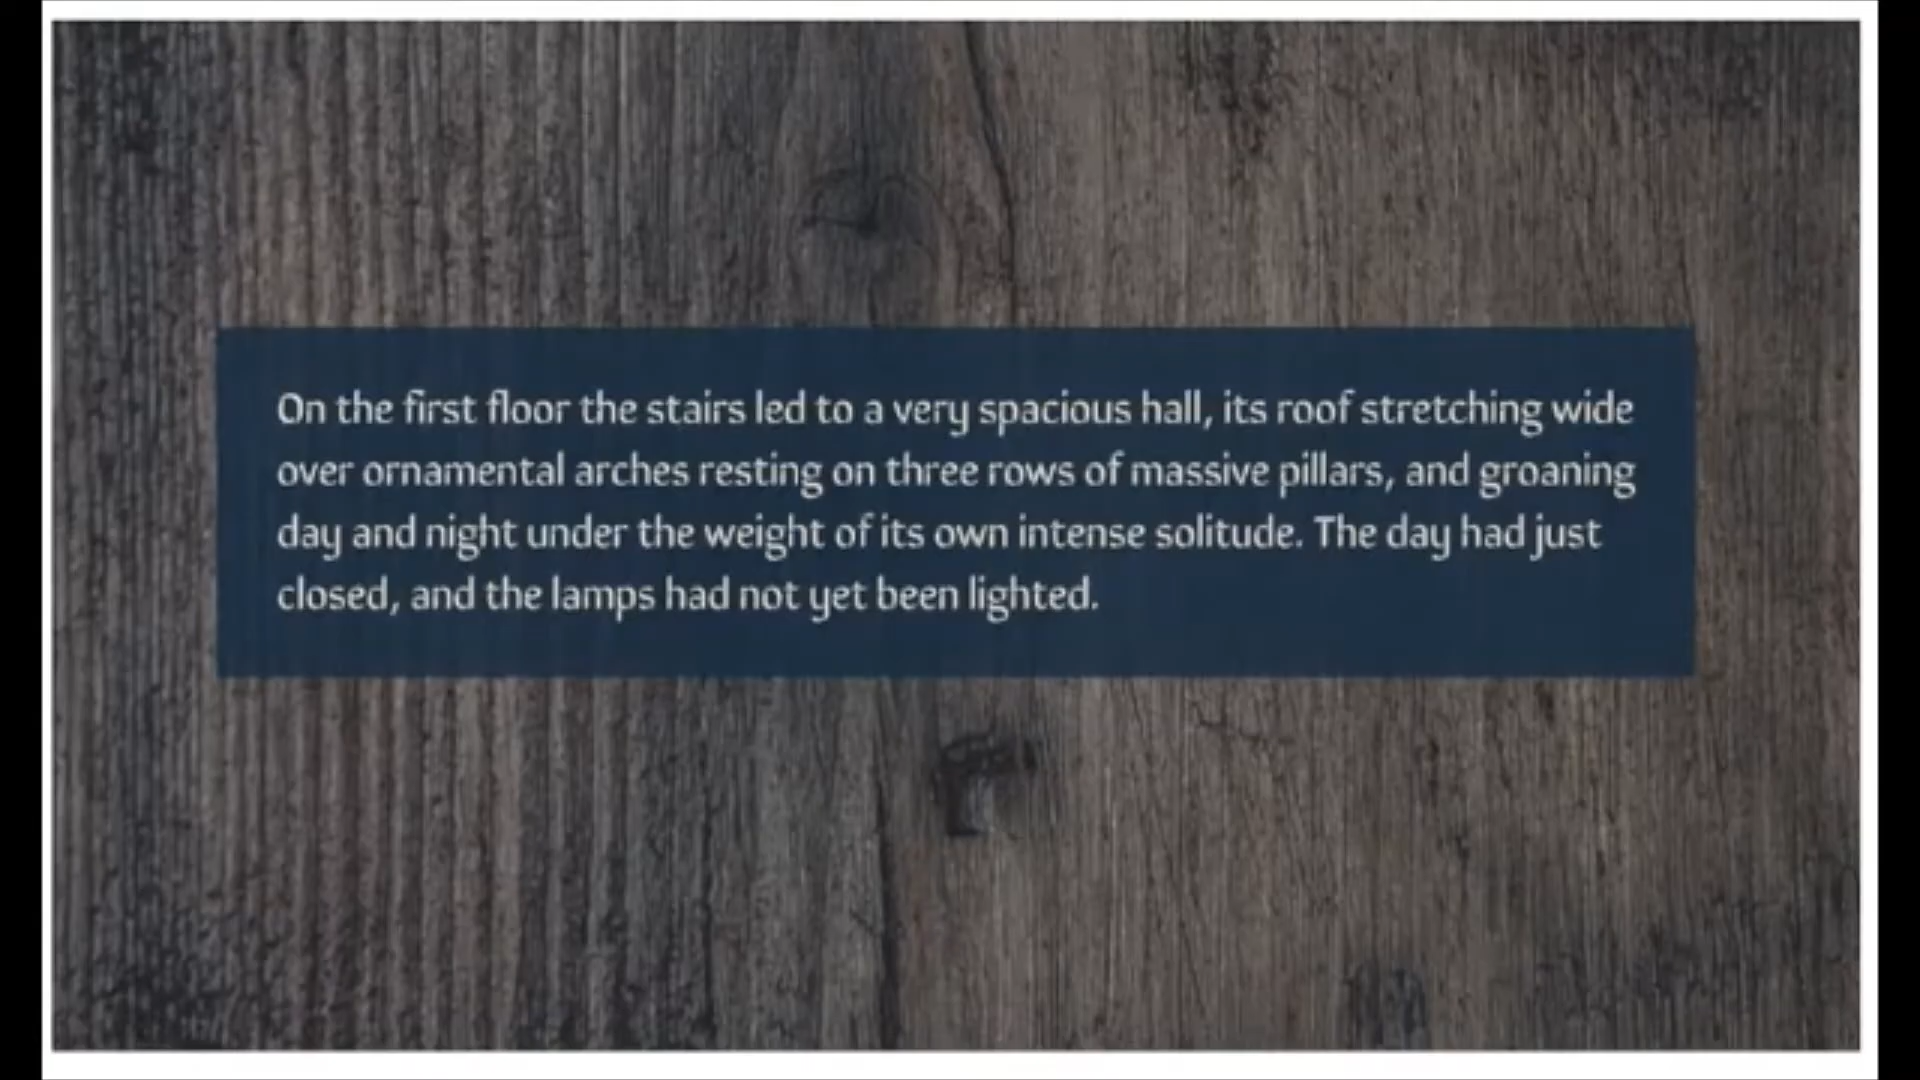 On the first floor the stairs led to a very spacious hall, its roof stretching wide
over ornamental arches resting on three rows of massive pillars, and groaning
day and night under the weight of its own intense solitude. The day had just
closed, and the lamps had not yet been lighted.